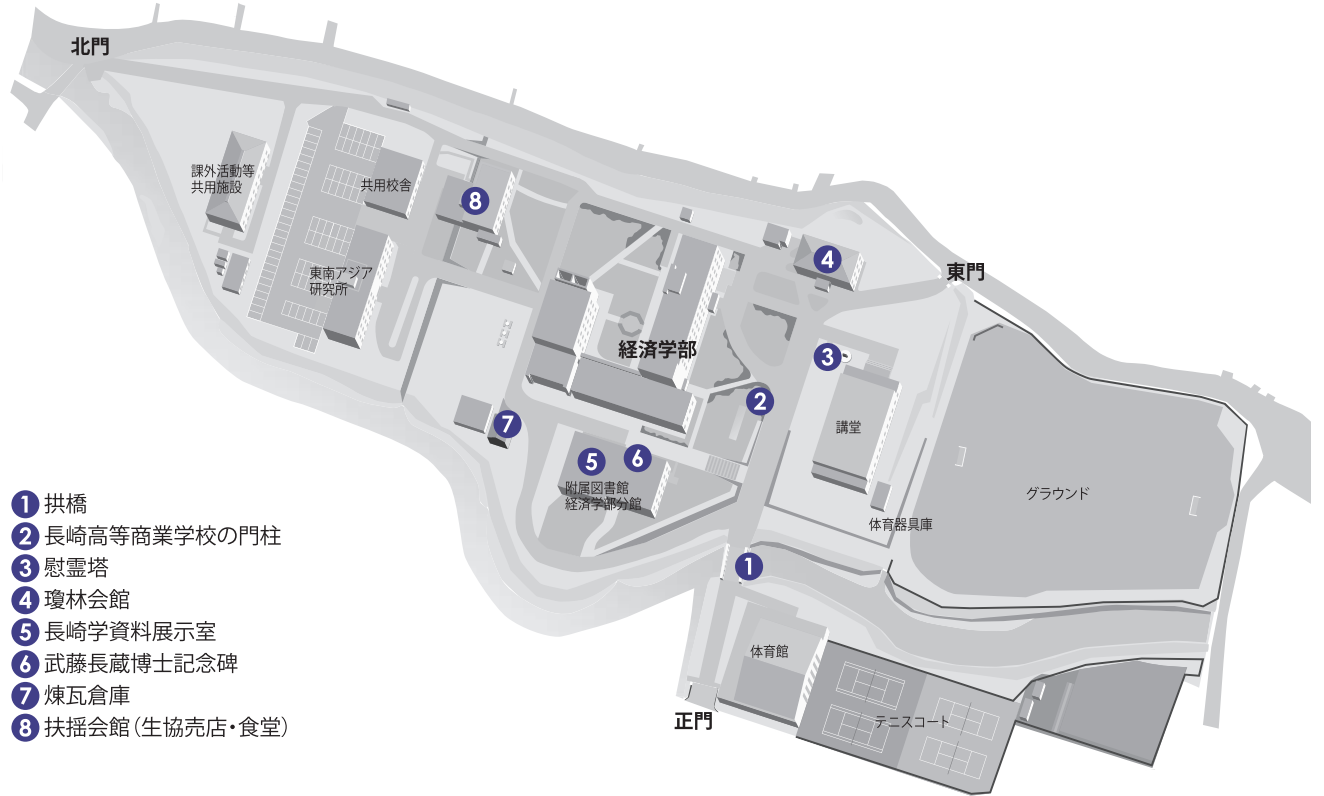 北門
課外活動等
共用施設
共用校舎
8
東南アジア
研究所
4
東門
経済学部
3
2
講堂
7
5
6
附属図書館
経済学部分館
グラウンド
体育器具庫
1
体育館
正門
テニスコート
1 拱橋
2 長崎高等商業学校の門柱
3 慰霊塔
4 瓊林会館
5 長崎学資料展示室
6 武藤長蔵博士記念碑
7 煉瓦倉庫
8 扶揺会館（生協売店・食堂）